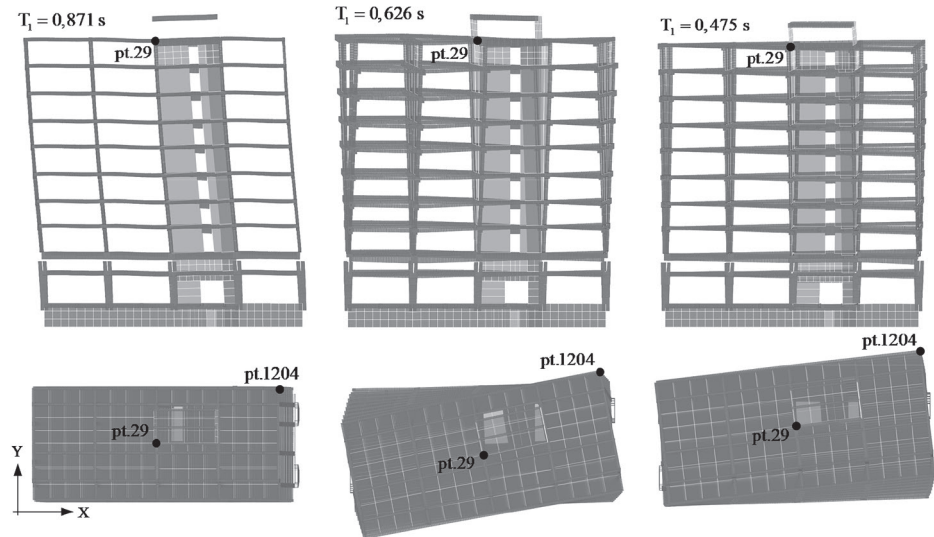 T₁ = 0,871 s
T₁ = 0,626 s
T₁ = 0,475 s
pt.29
pt.29
pt.29
pt.1204
pt.1204
pt.1204
pt.29
pt.29
pt.29
Y
X